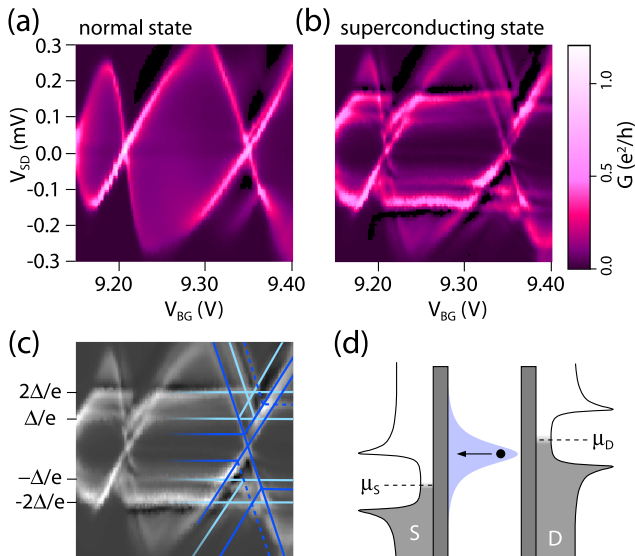 (a) normal state
(b) superconducting state
0.3
0.2
0.1
0.0
-0.1
-0.2
-0.3
V_SD (mV)
9.20 9.30 9.40
V_BG (V)
9.20 9.30 9.40
V_BG (V)
1.0
0.5
0.0
G (e²/h)
(c)
2Δ/e
Δ/e
−Δ/e
-2Δ/e
(d)
μ_S
μ_D
S
D